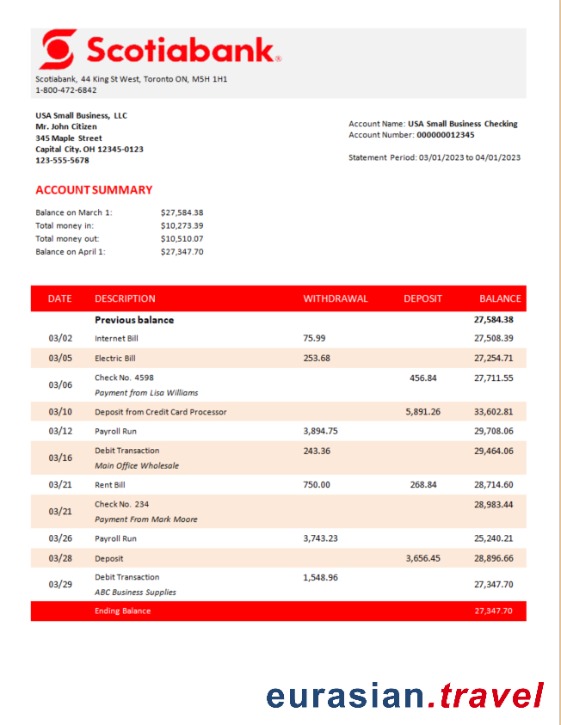 Scotiabank®
Scotiabank, 44 King St West, Toronto ON, M5H 1H1
1-800-472-6842
USA Small Business, LLC
Mr. John Citizen
345 Maple Street
Capital City. OH 12345-0123
123-555-5678
Account Name: USA Small Business Checking
Account Number: 000000012345
Statement Period: 03/01/2023 to 04/01/2023
ACCOUNT SUMMARY
Balance on March 1: $27,584.38
Total money in: $10,273.39
Total money out: $10,510.07
Balance on April 1: $27,347.70
DATE DESCRIPTION WITHDRAWAL DEPOSIT BALANCE
Previous balance 27,584.38
03/02 Internet Bill 75.99 27,508.39
03/05 Electric Bill 253.68 27,254.71
03/06 Check No. 4598 456.84 27,711.55
Payment from Lisa Williams
03/10 Deposit from Credit Card Processor 5,891.26 33,602.81
03/12 Payroll Run 3,894.75 29,708.06
03/16 Debit Transaction 243.36 29,464.06
Main Office Wholesale
03/21 Rent Bill 750.00 268.84 28,714.60
03/21 Check No. 234 28,983.44
Payment From Mark Moore
03/26 Payroll Run 3,743.23 25,240.21
03/28 Deposit 3,656.45 28,896.66
03/29 Debit Transaction 1,548.96 27,347.70
ABC Business Supplies
Ending Balance 27,347.70
eurasian.travel